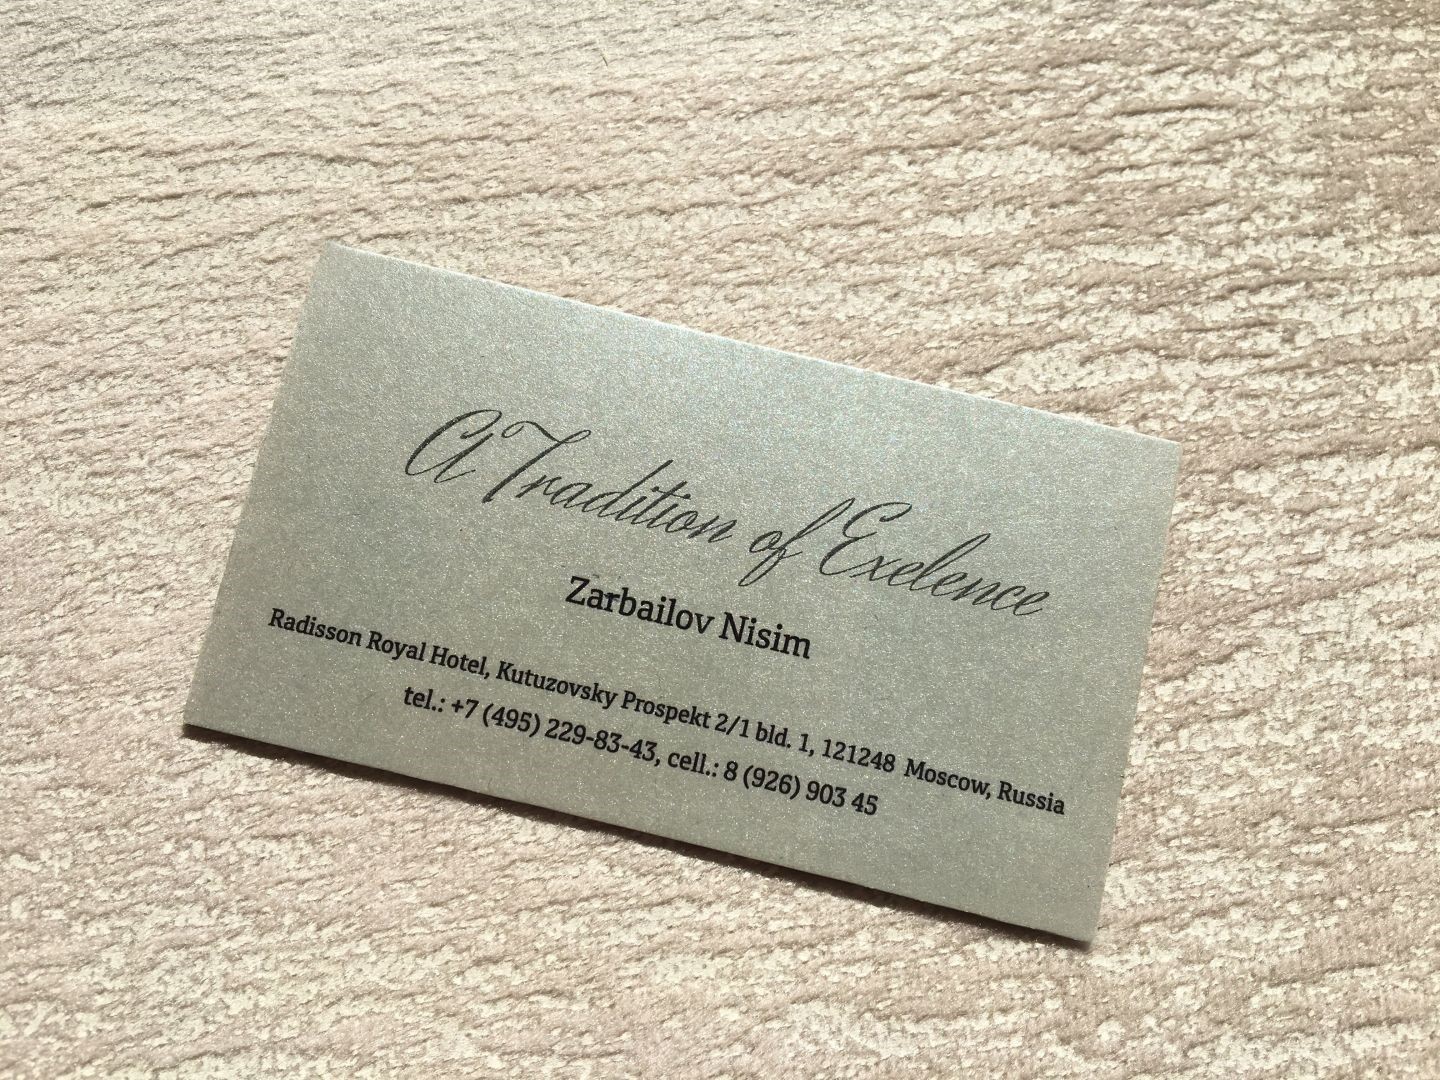 A Tradition of Exelence
Zarbailov Nisim
Radisson Royal Hotel, Kutuzovsky Prospekt 2/1 bld. 1, 121248 Moscow, Russia
tel.: +7 (495) 229-83-43, cell.: 8 (926) 903 45